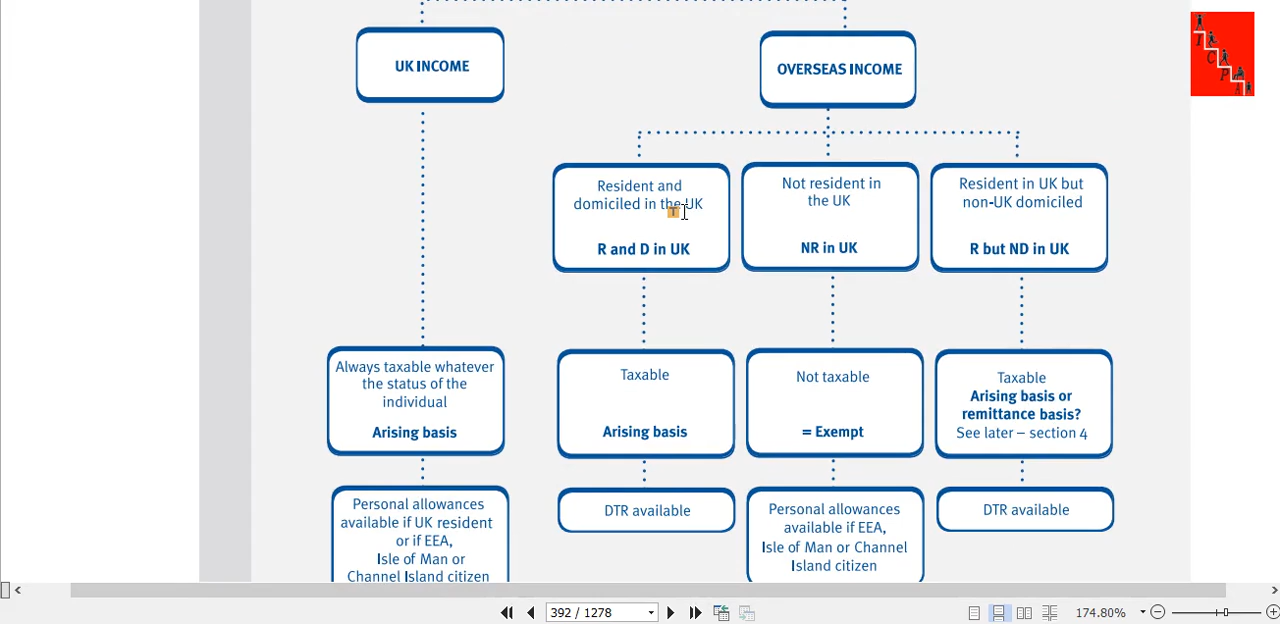 UK INCOME
OVERSEAS INCOME
Resident and
domiciled in the UK
R and D in UK
Not resident in
the UK
NR in UK
Resident in UK but
non-UK domiciled
R but ND in UK
Always taxable whatever
the status of the
individual
Arising basis
Taxable
Arising basis
Not taxable
= Exempt
Taxable
Arising basis or
remittance basis?
See later – section 4
Personal allowances
available if UK resident
or if EEA,
Isle of Man or
Channel Island citizen
DTR available
Personal allowances
available if EEA,
Isle of Man or Channel
Island citizen
DTR available
I
C
P
A
392 / 1278
174.80%